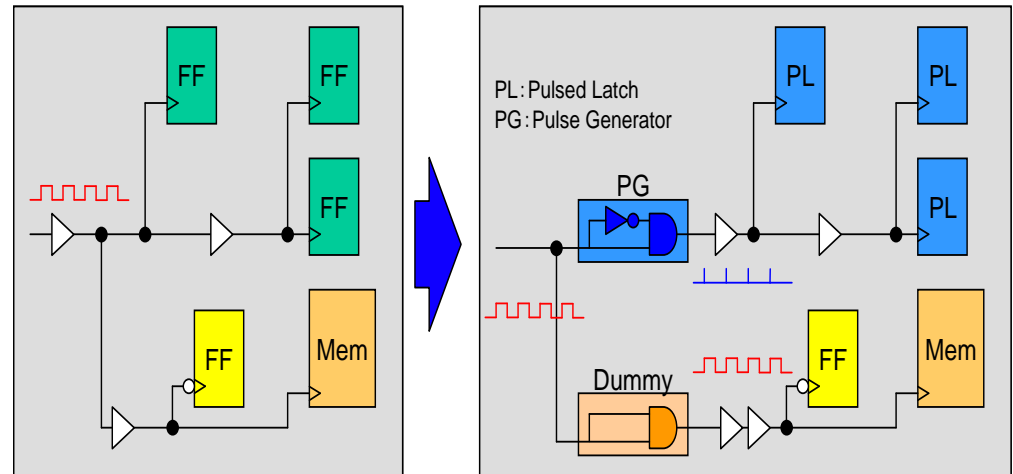 FF
FF
FF
FF
Mem
PL:Pulsed Latch
PG:Pulse Generator
PL
PL
PG
PL
Dummy
FF
Mem